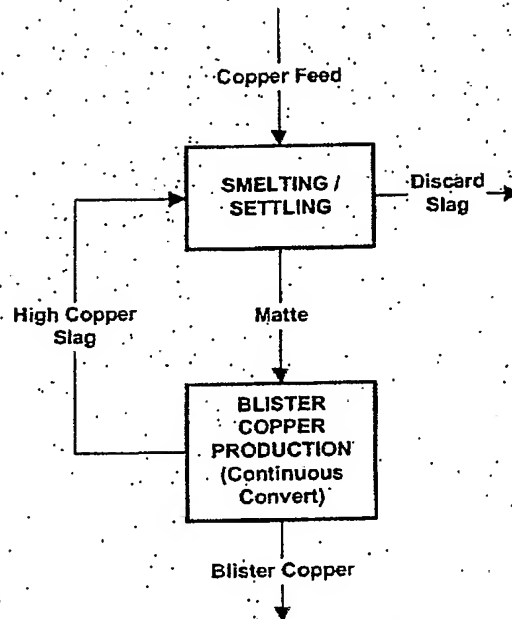 Copper Feed
SMELTING /
SETTLING
Discard
Slag
High Copper
Slag
Matte
BLISTER
COPPER
PRODUCTION
(Continuous
Convert)
Blister Copper